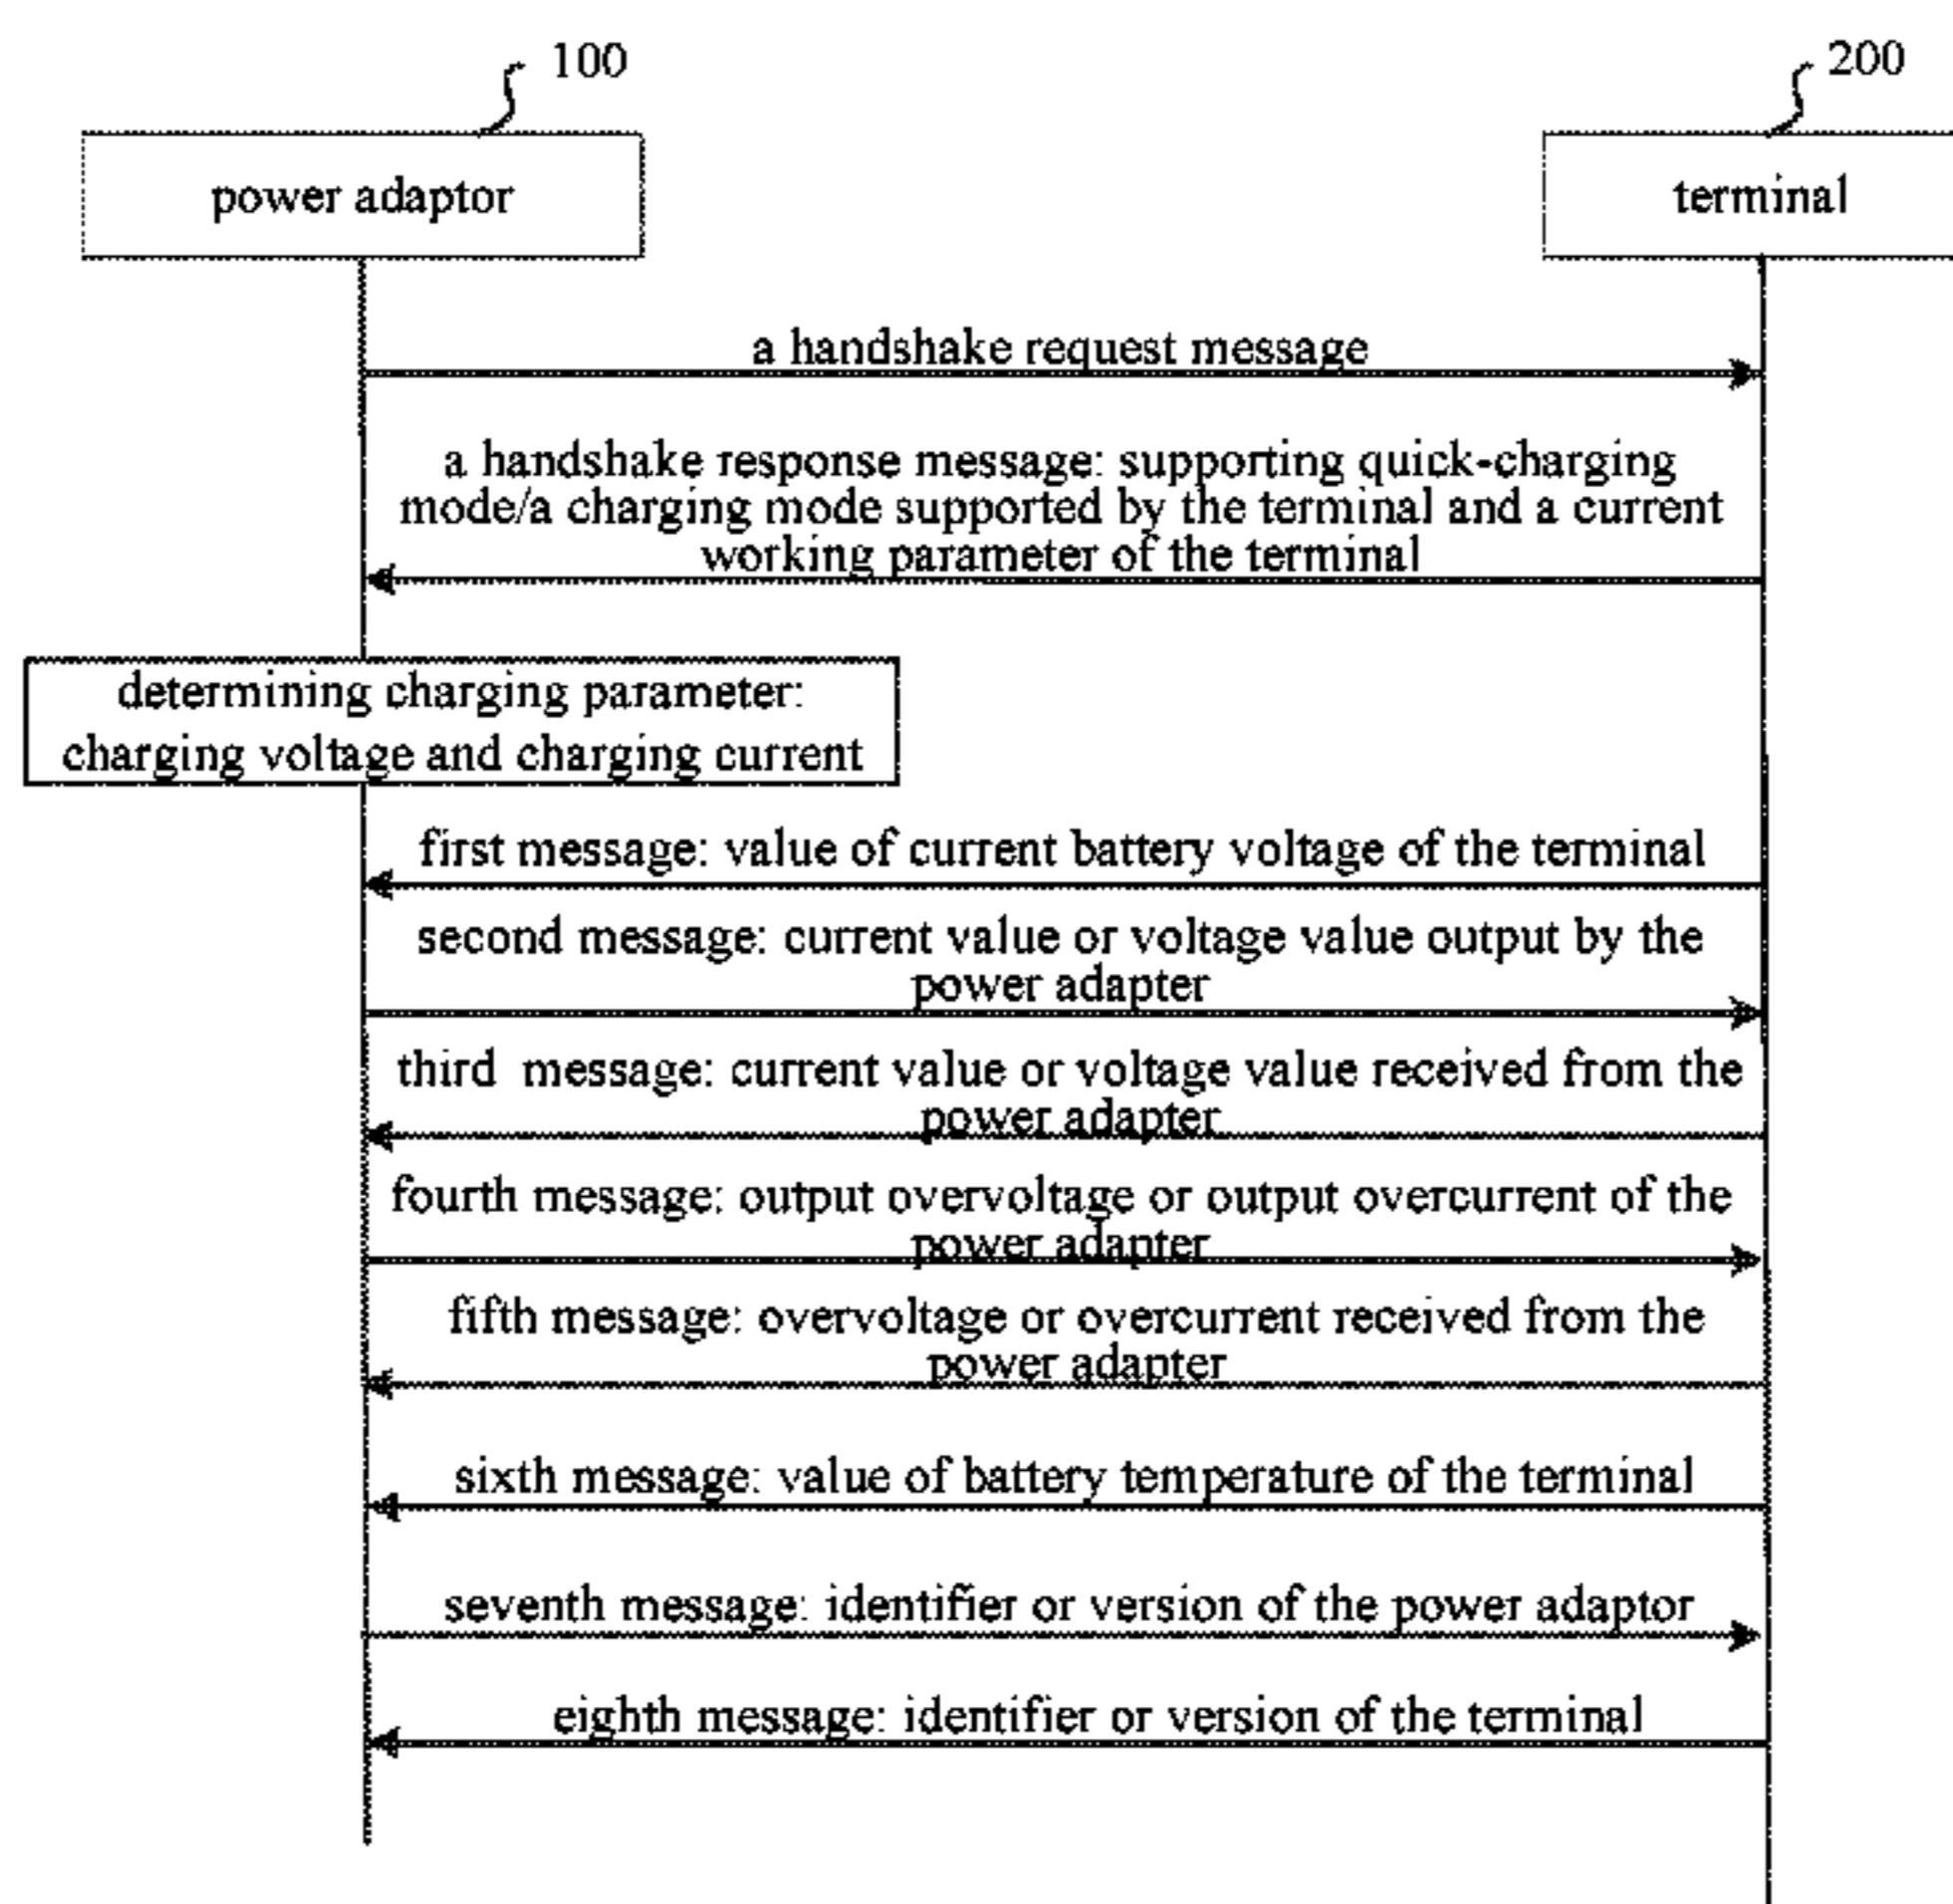 100
200
power adaptor
terminal
a handshake request message
a handshake response message: supporting quick-charging
mode/a charging mode supported by the terminal and a current
working parameter of the terminal
determining charging parameter:
charging voltage and charging current
first message: value of current battery voltage of the terminal
second message: current value or voltage value output by the
power adapter
third message: current value or voltage value received from the
power adapter
fourth message: output overvoltage or output overcurrent of the
power adapter
fifth message: overvoltage or overcurrent received from the
power adapter
sixth message: value of battery temperature of the terminal
seventh message: identifier or version of the power adaptor
eighth message: identifier or version of the terminal